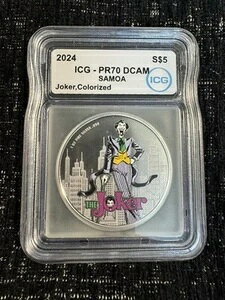 2024 S$5
ICG - PR70 DCAM
SAMOA
Joker,Colorized
ICG
THE Joker